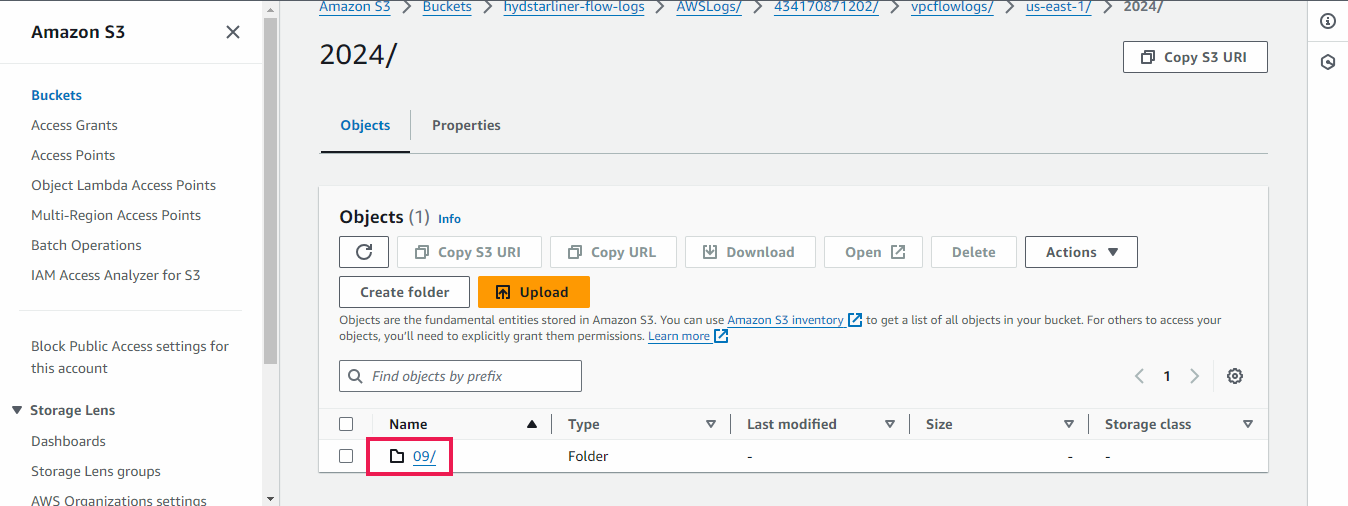 Amazon S3
Buckets
Access Grants
Access Points
Object Lambda Access Points
Multi-Region Access Points
Batch Operations
IAM Access Analyzer for S3
Block Public Access settings for
this account
Storage Lens
Dashboards
Storage Lens groups
AWS Organizations settings
Amazon S3 > Buckets > hydstarliner-flow-logs > AWSLogs/ > 434170871202/ > vpcflowlogs/ > us-east-1/ > 2024/
2024/
Copy S3 URI
Objects Properties
Objects (1) Info
Copy S3 URI Copy URL Download Open Delete Actions
Create folder Upload
Objects are the fundamental entities stored in Amazon S3. You can use Amazon S3 inventory to get a list of all objects in your bucket. For others to access your
objects, you'll need to explicitly grant them permissions. Learn more
Find objects by prefix
1
Name Type Last modified Size Storage class
09/ Folder - - -